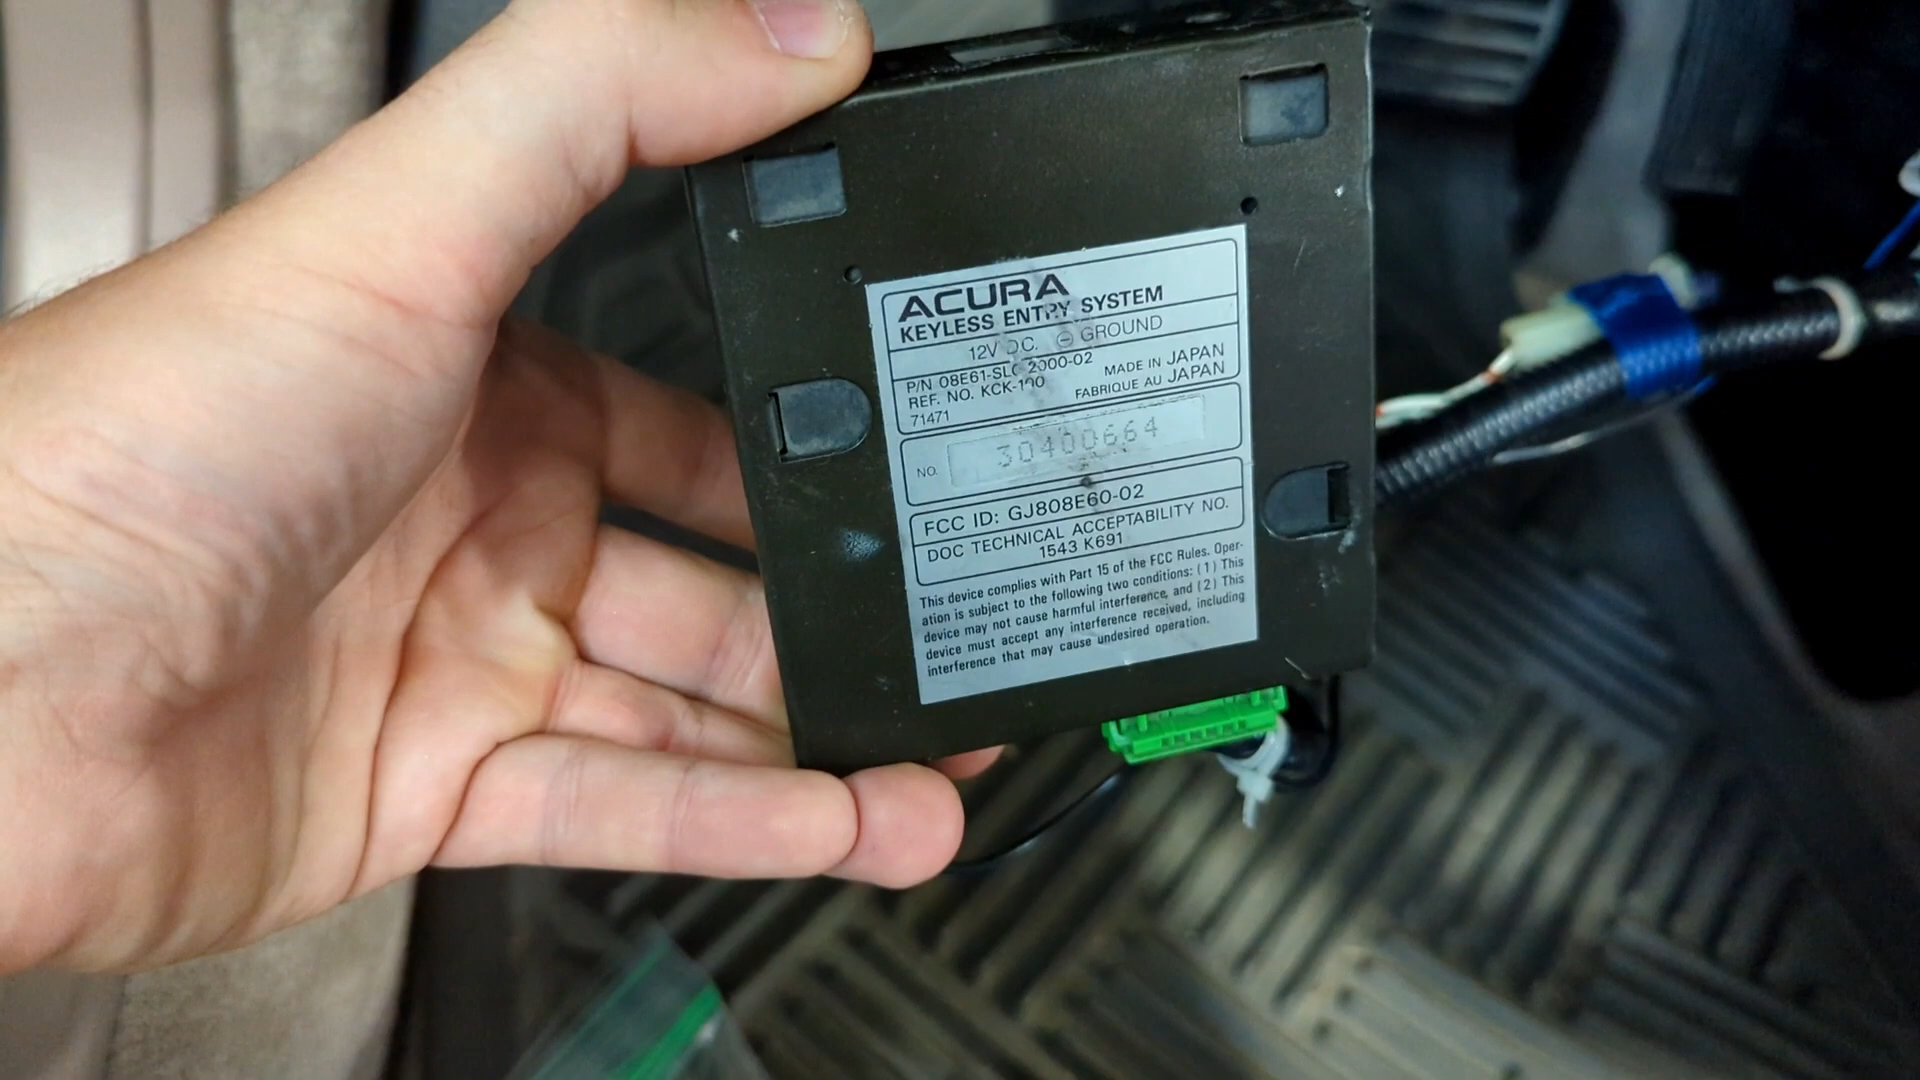 ACURA
KEYLESS ENTRY SYSTEM
12V DC. ⊖ GROUND
P/N 08E61-SL0-2000-02
REF. NO. KCK-100
MADE IN JAPAN
71471
FABRIQUE AU JAPAN
NO. 30400664
FCC ID: GJ808E60-02
DOC TECHNICAL ACCEPTABILITY NO.
1543 K691
This device complies with Part 15 of the FCC Rules. Oper-
ation is subject to the following two conditions: (1) This
device may not cause harmful interference, and (2) This
device must accept any interference received, including
interference that may cause undesired operation.